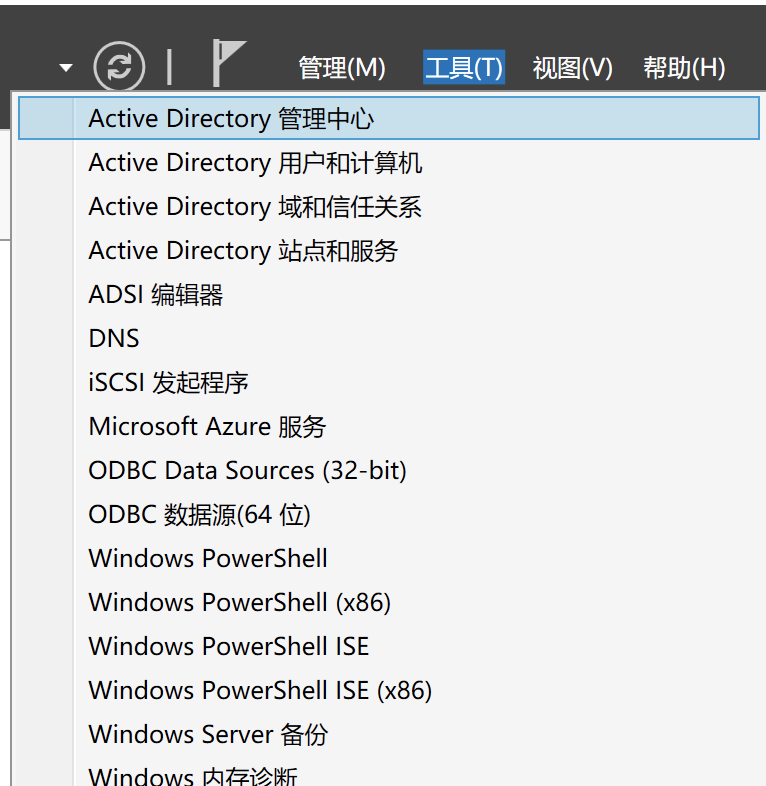 管理(M) 工具(T) 视图(V) 帮助(H)
Active Directory 管理中心
Active Directory 用户和计算机
Active Directory 域和信任关系
Active Directory 站点和服务
ADSI 编辑器
DNS
iSCSI 发起程序
Microsoft Azure 服务
ODBC Data Sources (32-bit)
ODBC 数据源(64 位)
Windows PowerShell
Windows PowerShell (x86)
Windows PowerShell ISE
Windows PowerShell ISE (x86)
Windows Server 备份
Windows 内存诊断